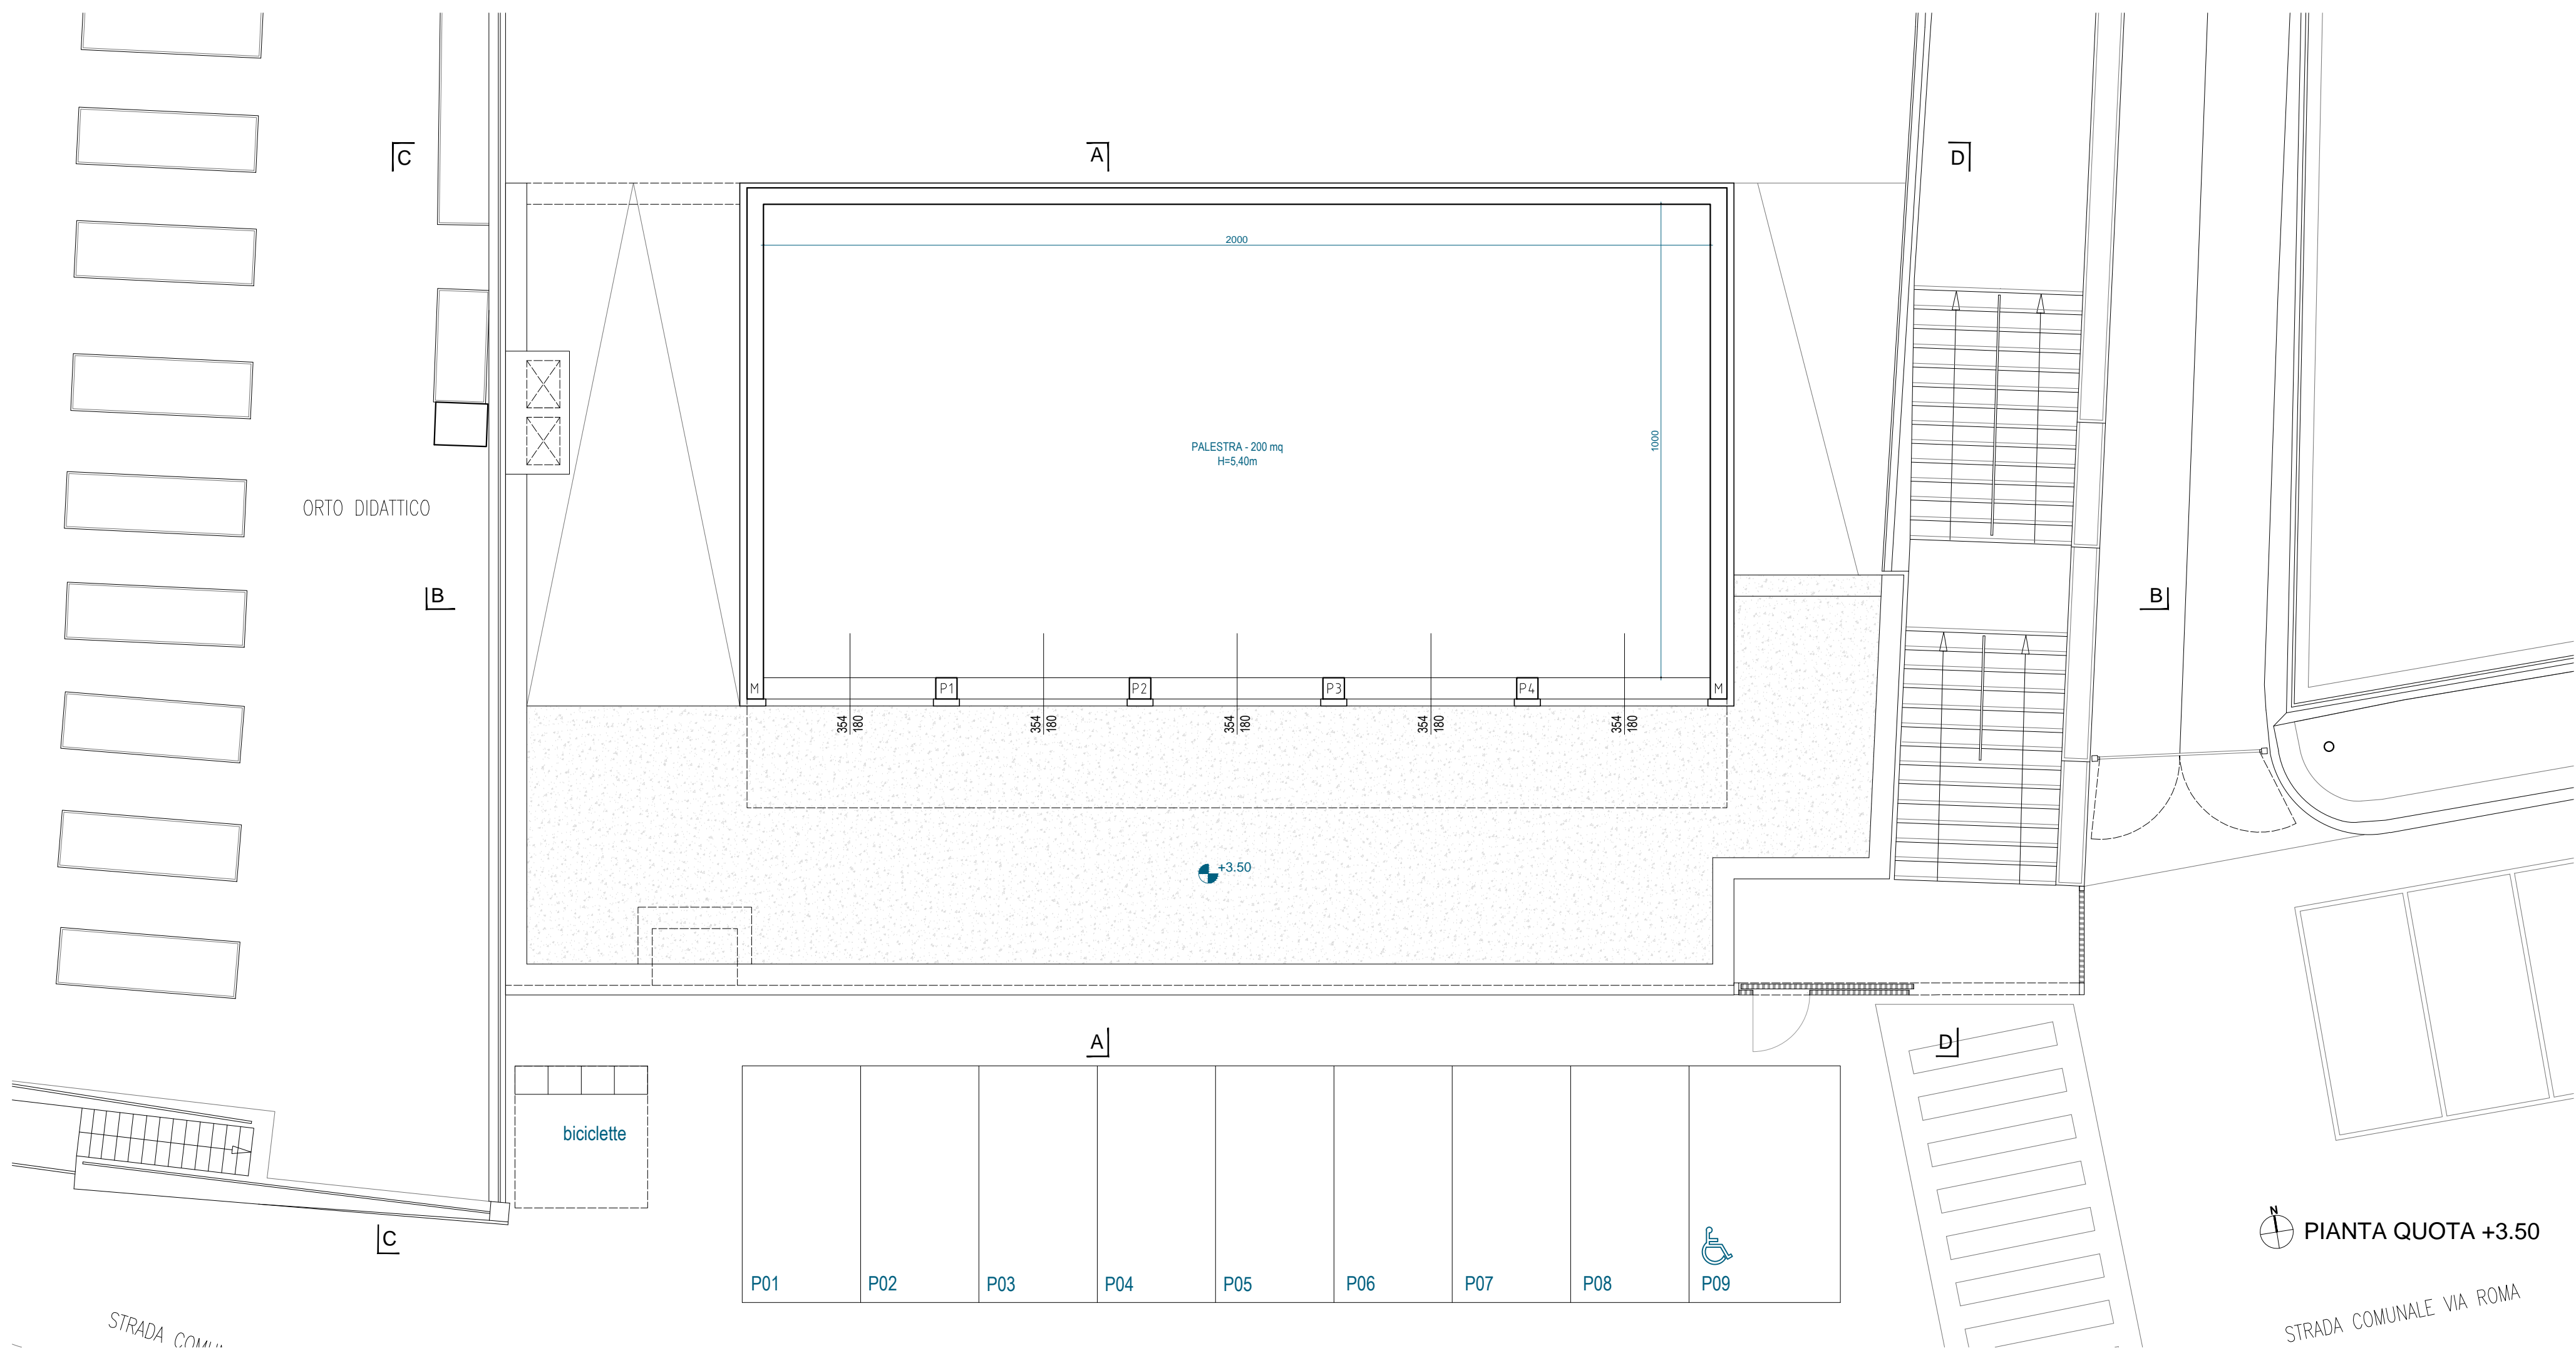 C
A
D
2000
1000
PALESTRA - 200 mq
H=5,40m
ORTO DIDATTICO
B
B
M
P1
P2
P3
P4
M
354
180
354
180
354
180
354
180
354
180
+3.50
A
D
biciclette
C
P01
P02
P03
P04
P05
P06
P07
P08
P09
N
PIANTA QUOTA +3.50
STRADA COMUNALE VIA ROMA
STRADA